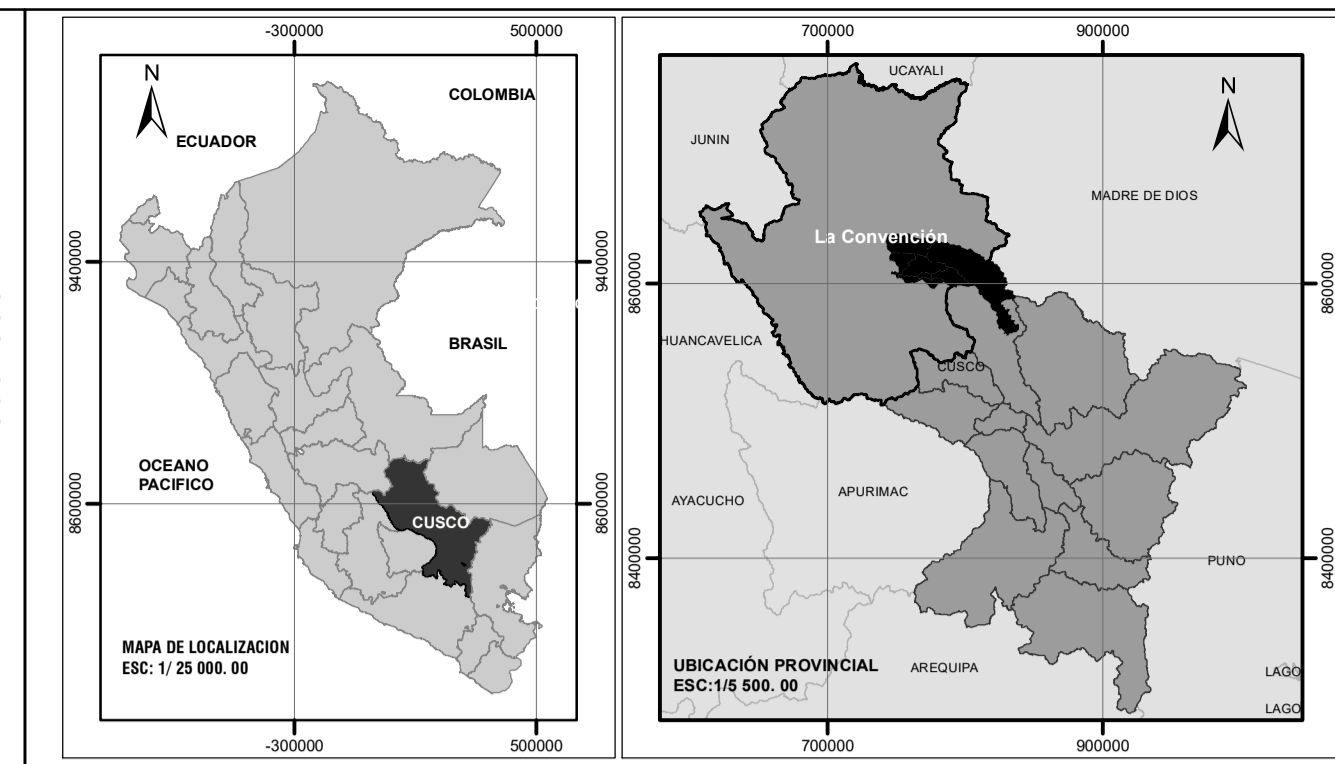 -300000
500000
N
COLOMBIA
ECUADOR
9400000
9400000
BRASIL
OCEANO
PACIFICO
8600000
8600000
CUSCO
MAPA DE LOCALIZACION
ESC: 1/ 25 000. 00
-300000
500000
700000
900000
UCAYALI
N
JUNIN
MADRE DE DIOS
La Convención
8600000
8600000
HUANCAVELICA
CUSCO
AYACUCHO
APURIMAC
8400000
8400000
PUNO
UBICACIÓN PROVINCIAL
ESC:1/5 500. 00
AREQUIPA
LAGO
LAGO
700000
900000